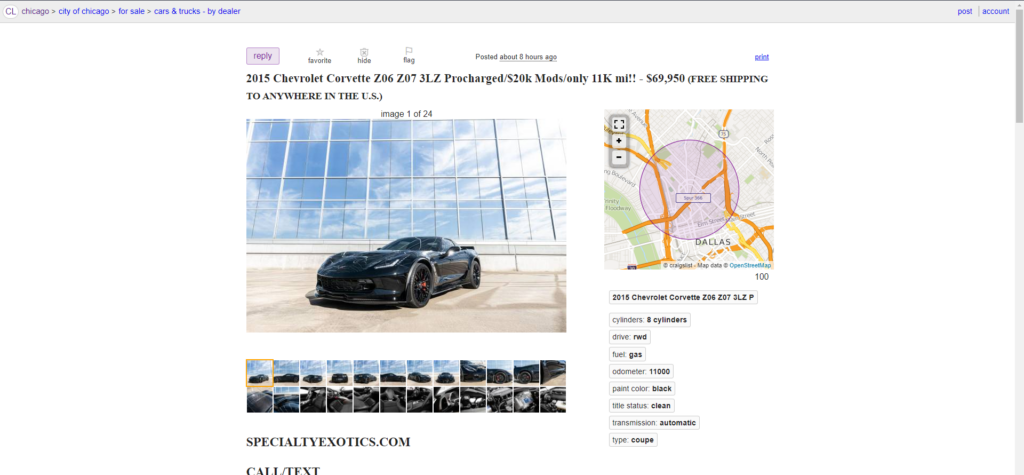 CL chicago > city of chicago > for sale > cars & trucks - by dealer
post account
reply
favorite
hide
flag
Posted about 8 hours ago
print
2015 Chevrolet Corvette Z06 Z07 3LZ Procharged/$20k Mods/only 11K mi!! - $69,950 (FREE SHIPPING
TO ANYWHERE IN THE U.S.)
image 1 of 24
+
−
DALLAS
© craigslist - Map data © OpenStreetMap
100
2015 Chevrolet Corvette Z06 Z07 3LZ P
cylinders: 8 cylinders
drive: rwd
fuel: gas
odometer: 11000
paint color: black
title status: clean
transmission: automatic
type: coupe
SPECIALTYEXOTICS.COM
CALL/TEXT